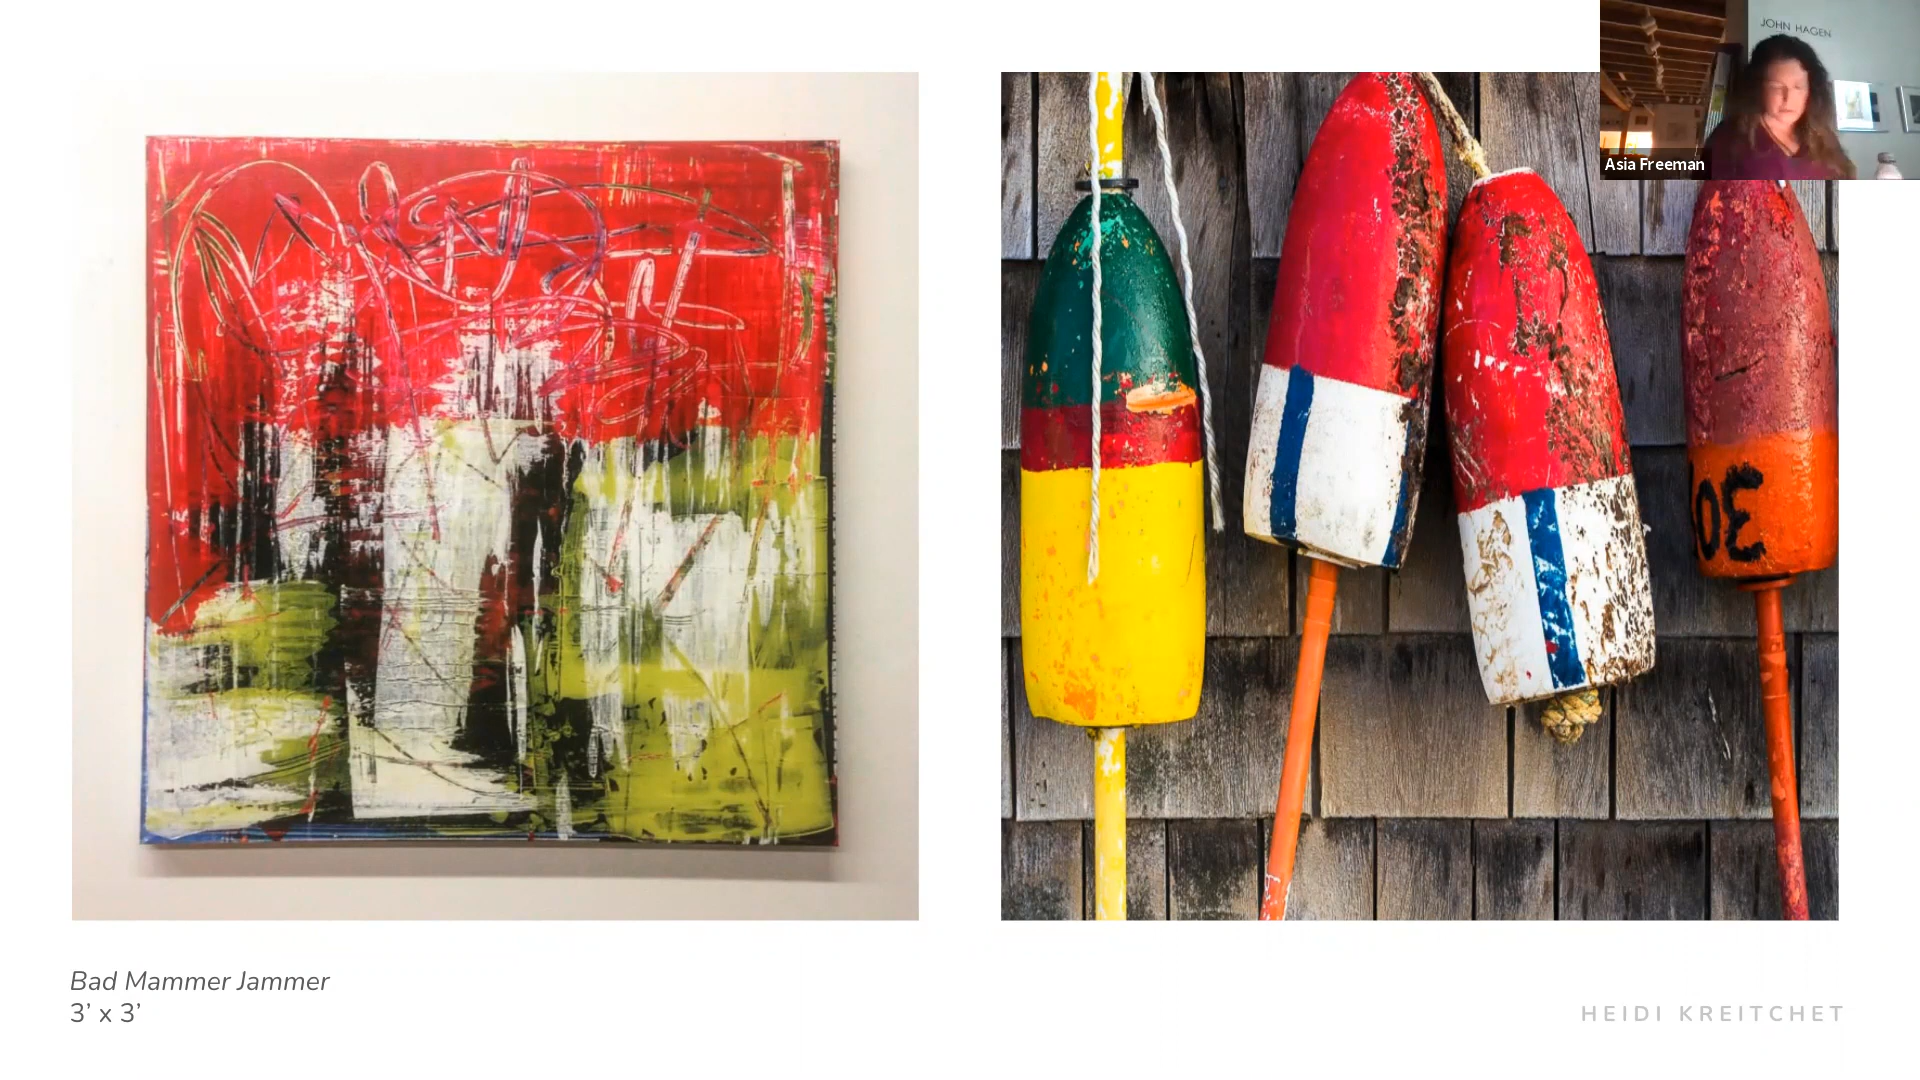 JOHN HAGEN
Asia Freeman
30
Bad Mammer Jammer
3’ x 3’
HEIDI KREITCHET